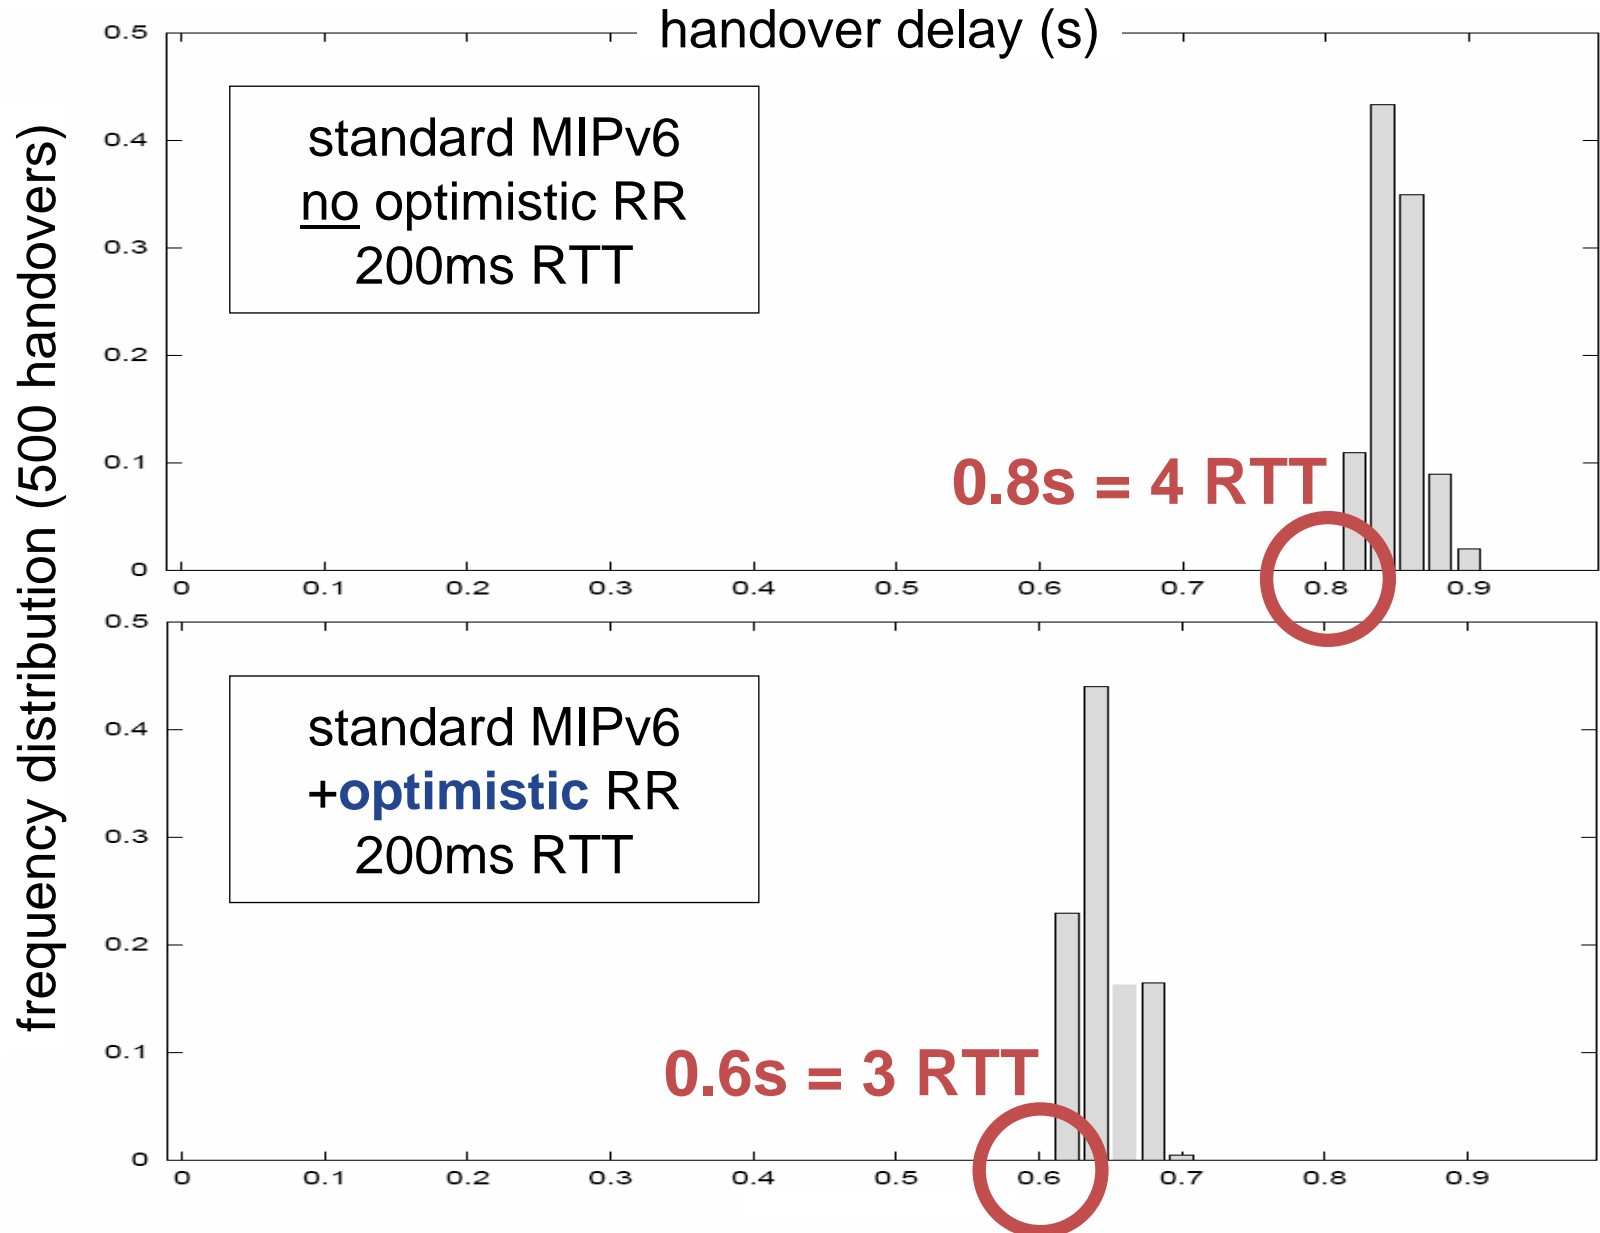 handover delay (s)
frequency distribution (500 handovers)
0.5
0.4
0.3
0.2
0.1
0
standard MIPv6
no optimistic RR
200ms RTT
0.8s = 4 RTT
0 0.1 0.2 0.3 0.4 0.5 0.6 0.7 0.8 0.9
0.5
0.4
0.3
0.2
0.1
0
standard MIPv6
+optimistic RR
200ms RTT
0.6s = 3 RTT
0 0.1 0.2 0.3 0.4 0.5 0.6 0.7 0.8 0.9